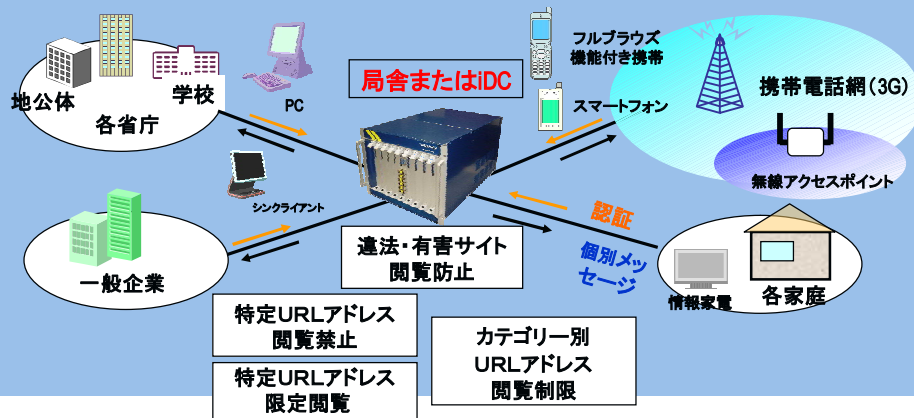 地公体
学校
各省庁
PC
局舎またはiDC
フルブラウズ
機能付き携帯
スマートフォン
携帯電話網(3G)
無線アクセスポイント
シンクライアント
一般企業
違法・有害サイト
閲覧防止
認証
個別メッ
セージ
情報家電
各家庭
特定URLアドレス
閲覧禁止
特定URLアドレス
限定閲覧
カテゴリー別
URLアドレス
閲覧制限